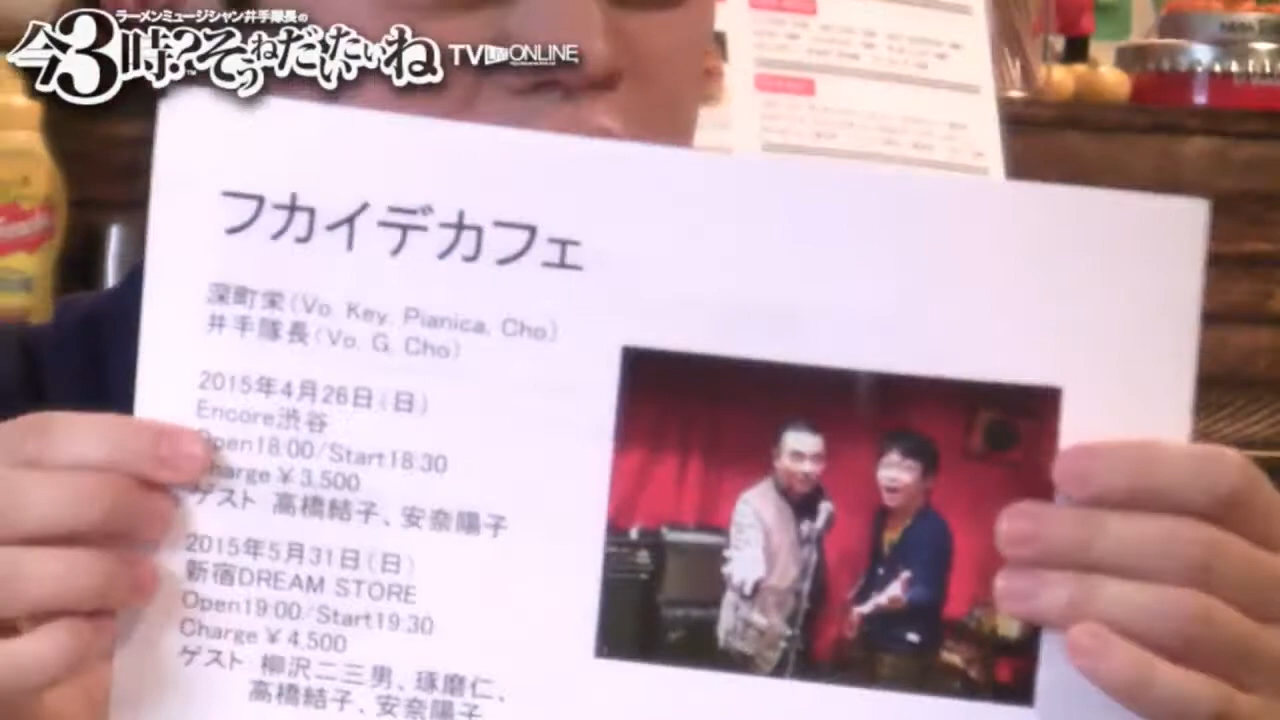 ラーメンミュージシャン井手隊長の
今3時?そうねだいたいね
TV LIVE ONLINE
フカイデカフェ
深町栄(Vo. Key. Pianica. Cho)
井手隊長(Vo. G. Cho)
2015年4月26日(日)
Encore渋谷
Open18:00/Start18:30
Charge ¥3,500
ゲスト 高橋結子、安奈陽子
2015年5月31日(日)
新宿DREAM STORE
Open19:00/Start19:30
Charge ¥4,500
ゲスト 柳沢二三男、琢磨仁、
高橋結子、安奈陽子